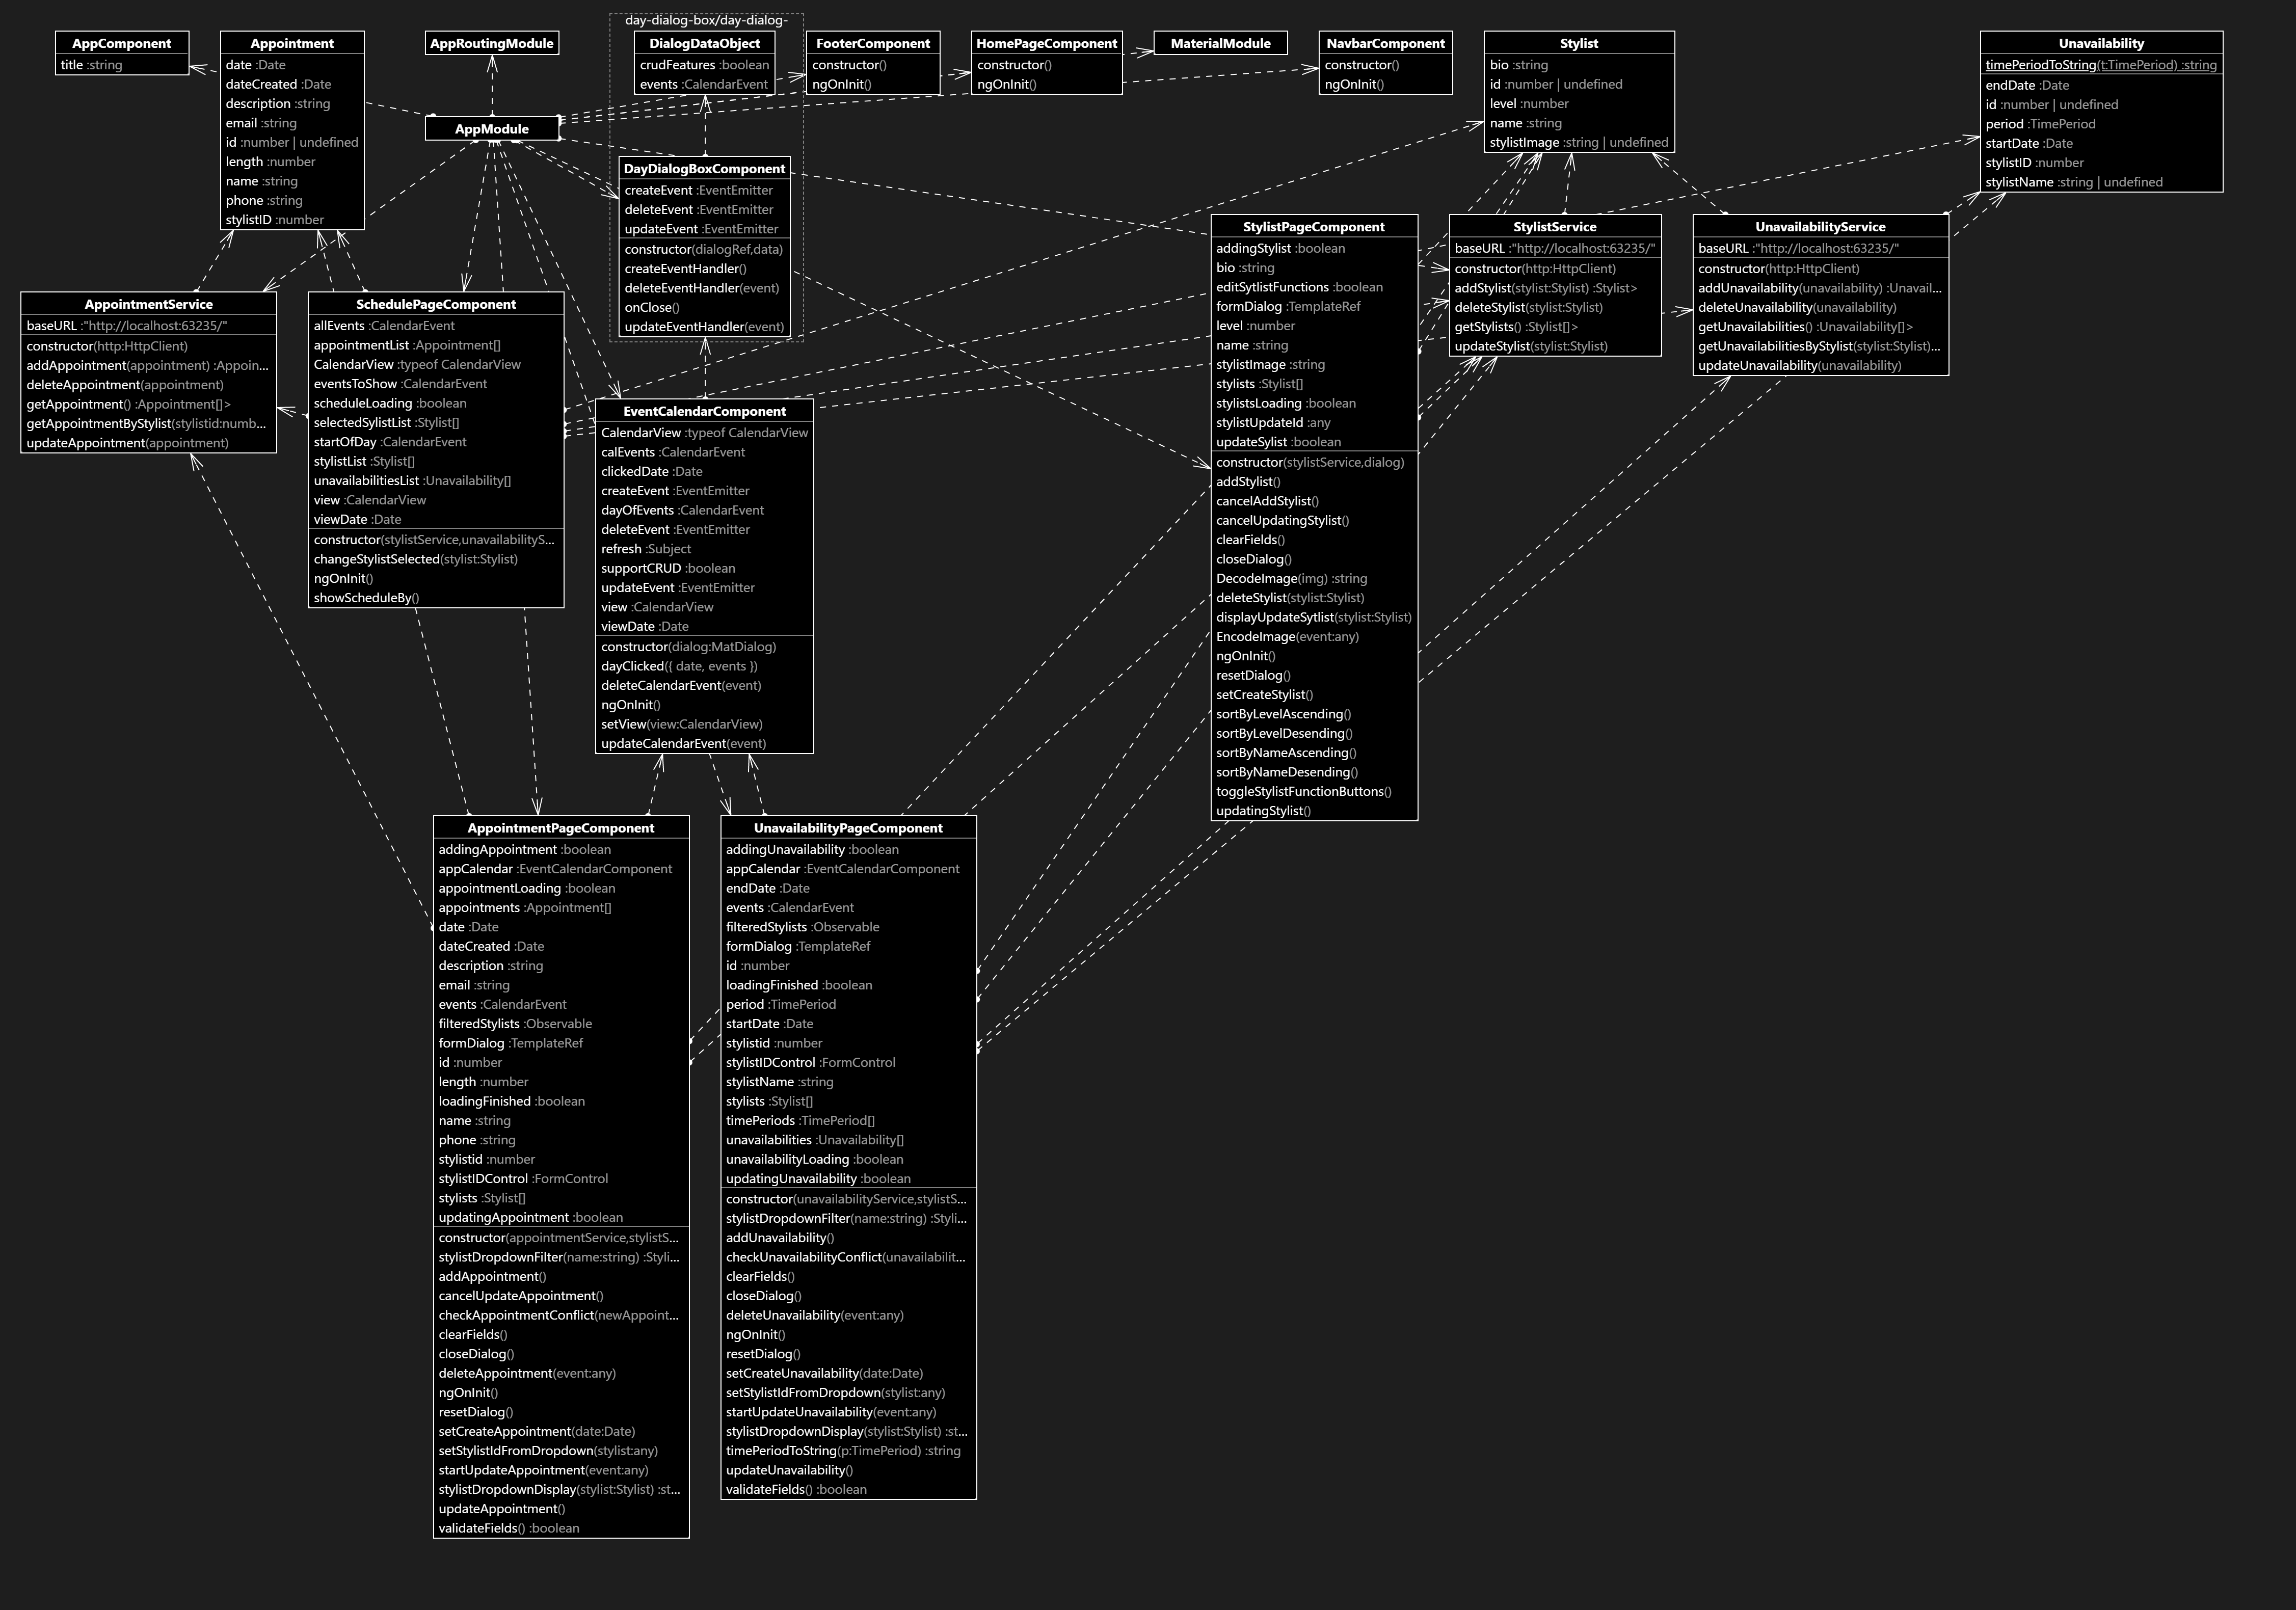 day-dialog-box/day-dialog-
AppComponent
title :string
Appointment
date :Date
dateCreated :Date
description :string
email :string
id :number | undefined
length :number
name :string
phone :string
stylistID :number
AppRoutingModule
DialogDataObject
crudFeatures :boolean
events :CalendarEvent
FooterComponent
constructor()
ngOnInit()
HomePageComponent
constructor()
ngOnInit()
MaterialModule
NavbarComponent
constructor()
ngOnInit()
Stylist
bio :string
id :number | undefined
level :number
name :string
stylistImage :string | undefined
Unavailability
timePeriodToString(t:TimePeriod) :string
endDate :Date
id :number | undefined
period :TimePeriod
startDate :Date
stylistID :number
stylistName :string | undefined
AppModule
DayDialogBoxComponent
createEvent :EventEmitter
deleteEvent :EventEmitter
updateEvent :EventEmitter
constructor(dialogRef,data)
createEventHandler()
deleteEventHandler(event)
onClose()
updateEventHandler(event)
StylistPageComponent
addingStylist :boolean
bio :string
editSytlistFunctions :boolean
formDialog :TemplateRef
level :number
name :string
stylistImage :string
stylists :Stylist[]
stylistsLoading :boolean
stylistUpdateId :any
updateSylist :boolean
constructor(stylistService,dialog)
addStylist()
cancelAddStylist()
cancelUpdatingStylist()
clearFields()
closeDialog()
DecodeImage(img) :string
deleteStylist(stylist:Stylist)
displayUpdateSytlist(stylist:Stylist)
EncodeImage(event:any)
ngOnInit()
resetDialog()
setCreateStylist()
sortByLevelAscending()
sortByLevelDesending()
sortByNameAscending()
sortByNameDesending()
toggleStylistFunctionButtons()
updatingStylist()
StylistService
baseURL :"http://localhost:63235/"
constructor(http:HttpClient)
addStylist(stylist:Stylist) :Stylist>
deleteStylist(stylist:Stylist)
getStylists() :Stylist[]>
updateStylist(stylist:Stylist)
UnavailabilityService
baseURL :"http://localhost:63235/"
constructor(http:HttpClient)
addUnavailability(unavailability) :Unavail...
deleteUnavailability(unavailability)
getUnavailabilities() :Unavailability[]>
getUnavailabilitiesByStylist(stylist:Stylist)...
updateUnavailability(unavailability)
AppointmentService
baseURL :"http://localhost:63235/"
constructor(http:HttpClient)
addAppointment(appointment) :Appoin...
deleteAppointment(appointment)
getAppointment() :Appointment[]>
getAppointmentByStylist(stylistid:numb...
updateAppointment(appointment)
SchedulePageComponent
allEvents :CalendarEvent
appointmentList :Appointment[]
CalendarView :typeof CalendarView
eventsToShow :CalendarEvent
scheduleLoading :boolean
selectedSylistList :Stylist[]
startOfDay :CalendarEvent
stylistList :Stylist[]
unavailabilitiesList :Unavailability[]
view :CalendarView
viewDate :Date
constructor(stylistService,unavailabilityS...
changeStylistSelected(stylist:Stylist)
ngOnInit()
showScheduleBy()
EventCalendarComponent
CalendarView :typeof CalendarView
calEvents :CalendarEvent
clickedDate :Date
createEvent :EventEmitter
dayOfEvents :CalendarEvent
deleteEvent :EventEmitter
refresh :Subject
supportCRUD :boolean
updateEvent :EventEmitter
view :CalendarView
viewDate :Date
constructor(dialog:MatDialog)
dayClicked({ date, events })
deleteCalendarEvent(event)
ngOnInit()
setView(view:CalendarView)
updateCalendarEvent(event)
AppointmentPageComponent
addingAppointment :boolean
appCalendar :EventCalendarComponent
appointmentLoading :boolean
appointments :Appointment[]
date :Date
dateCreated :Date
description :string
email :string
events :CalendarEvent
filteredStylists :Observable
formDialog :TemplateRef
id :number
length :number
loadingFinished :boolean
name :string
phone :string
stylistid :number
stylistIDControl :FormControl
stylists :Stylist[]
updatingAppointment :boolean
constructor(appointmentService,stylistS...
stylistDropdownFilter(name:string) :Styli...
addAppointment()
cancelUpdateAppointment()
checkAppointmentConflict(newAppoint...
clearFields()
closeDialog()
deleteAppointment(event:any)
ngOnInit()
resetDialog()
setCreateAppointment(date:Date)
setStylistIdFromDropdown(stylist:any)
startUpdateAppointment(event:any)
stylistDropdownDisplay(stylist:Stylist) :st...
updateAppointment()
validateFields() :boolean
UnavailabilityPageComponent
addingUnavailability :boolean
appCalendar :EventCalendarComponent
endDate :Date
events :CalendarEvent
filteredStylists :Observable
formDialog :TemplateRef
id :number
loadingFinished :boolean
period :TimePeriod
startDate :Date
stylistid :number
stylistIDControl :FormControl
stylistName :string
stylists :Stylist[]
timePeriods :TimePeriod[]
unavailabilities :Unavailability[]
unavailabilityLoading :boolean
updatingUnavailability :boolean
constructor(unavailabilityService,stylistS...
stylistDropdownFilter(name:string) :Styli...
addUnavailability()
checkUnavailabilityConflict(unavailabilit...
clearFields()
closeDialog()
deleteUnavailability(event:any)
ngOnInit()
resetDialog()
setCreateUnavailability(date:Date)
setStylistIdFromDropdown(stylist:any)
startUpdateUnavailability(event:any)
stylistDropdownDisplay(stylist:Stylist) :st...
timePeriodToString(p:TimePeriod) :string
updateUnavailability()
validateFields() :boolean